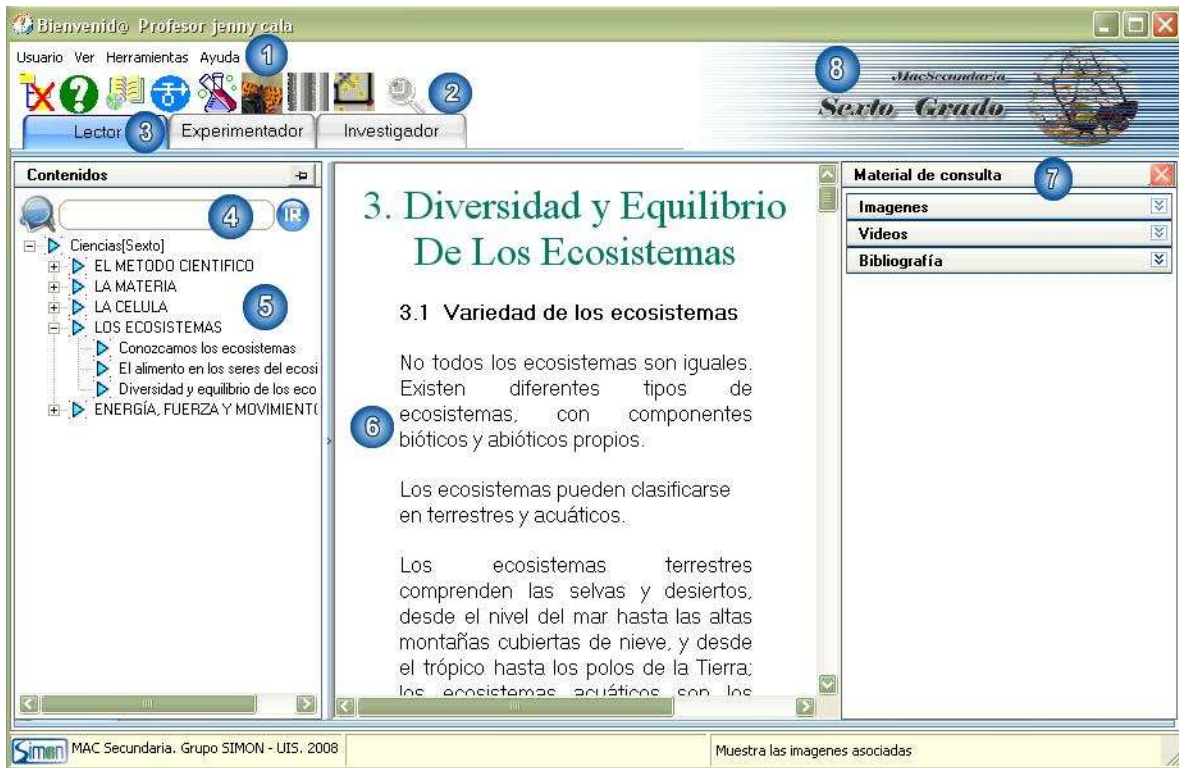 Bienvenid@ Profesor jenny cala
Usuario Ver Herramientas Ayuda
1
2
8
MacSecundaria
Sexto Grado
Lector
3
Experimentador
Investigador
Contenidos
4
IR
Ciencias[Sexto]
EL METODO CIENTIFICO
LA MATERIA
LA CELULA
5
LOS ECOSISTEMAS
Conozcamos los ecosistemas
El alimento en los seres del ecosi
Diversidad y equilibrio de los eco
ENERGÍA, FUERZA Y MOVIMIENTO
3. Diversidad y Equilibrio
De Los Ecosistemas
3.1 Variedad de los ecosistemas
No todos los ecosistemas son iguales.
Existen diferentes tipos de
ecosistemas, con componentes
6
bióticos y abióticos propios.
Los ecosistemas pueden clasificarse
en terrestres y acuáticos.
Los ecosistemas terrestres
comprenden las selvas y desiertos,
desde el nivel del mar hasta las altas
montañas cubiertas de nieve, y desde
el trópico hasta los polos de la Tierra;
los ecosistemas acuáticos son los
Material de consulta
7
Imagenes
Videos
Bibliografía
Simon
MAC Secundaria. Grupo SIMON - UIS. 2008
Muestra las imagenes asociadas